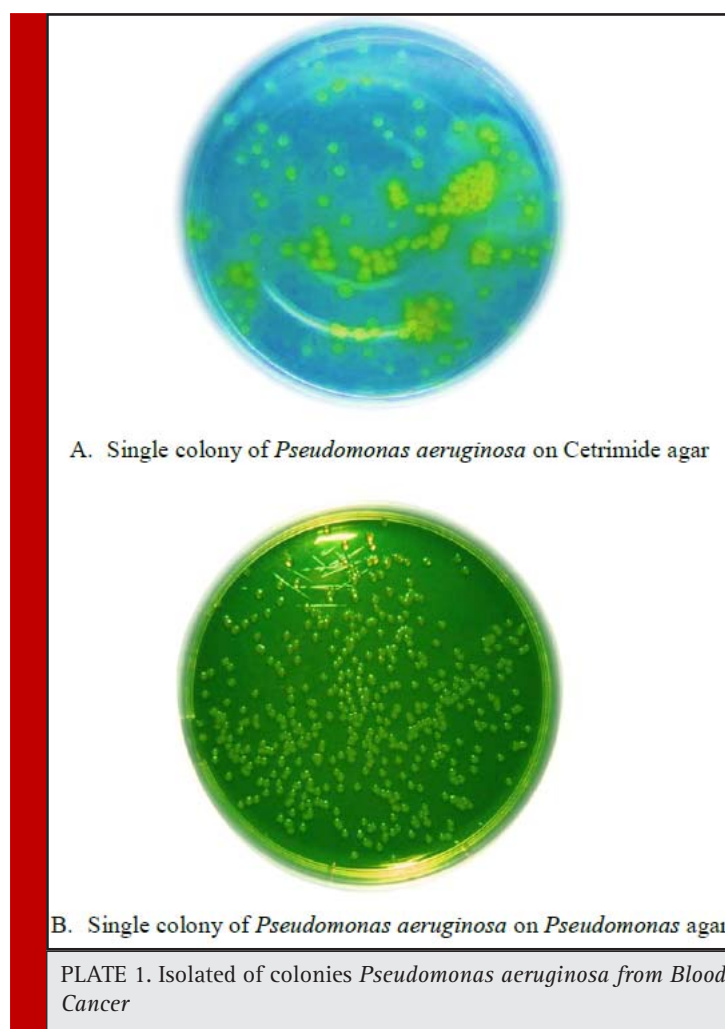 A. Single colony of Pseudomonas aeruginosa on Cetrimide agar
B. Single colony of Pseudomonas aeruginosa on Pseudomonas agar
PLATE 1. Isolated of colonies Pseudomonas aeruginosa from Blood
Cancer